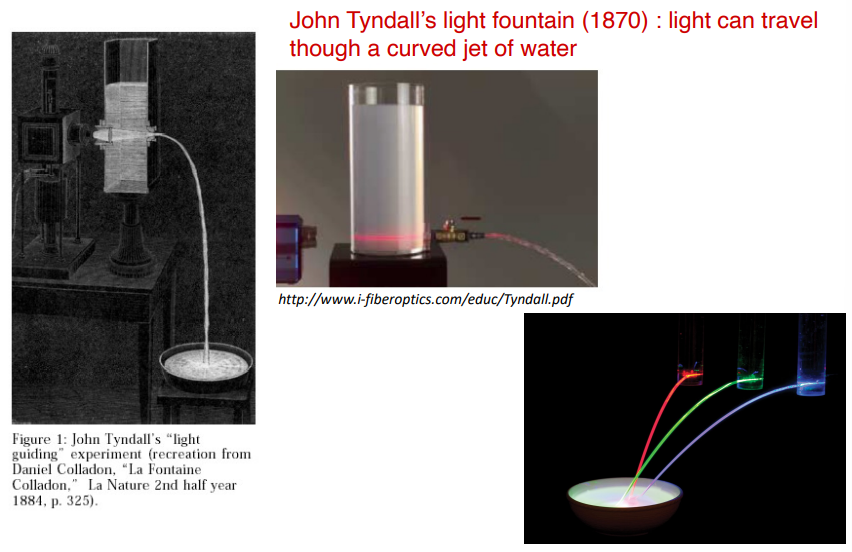 John Tyndall’s light fountain (1870) : light can travel
though a curved jet of water
http://www.i-fiberoptics.com/educ/Tyndall.pdf
Figure 1: John Tyndall's "light
guiding" experiment (recreation from
Daniel Colladon, "La Fontaine
Colladon," La Nature 2nd half year
1884, p. 325).